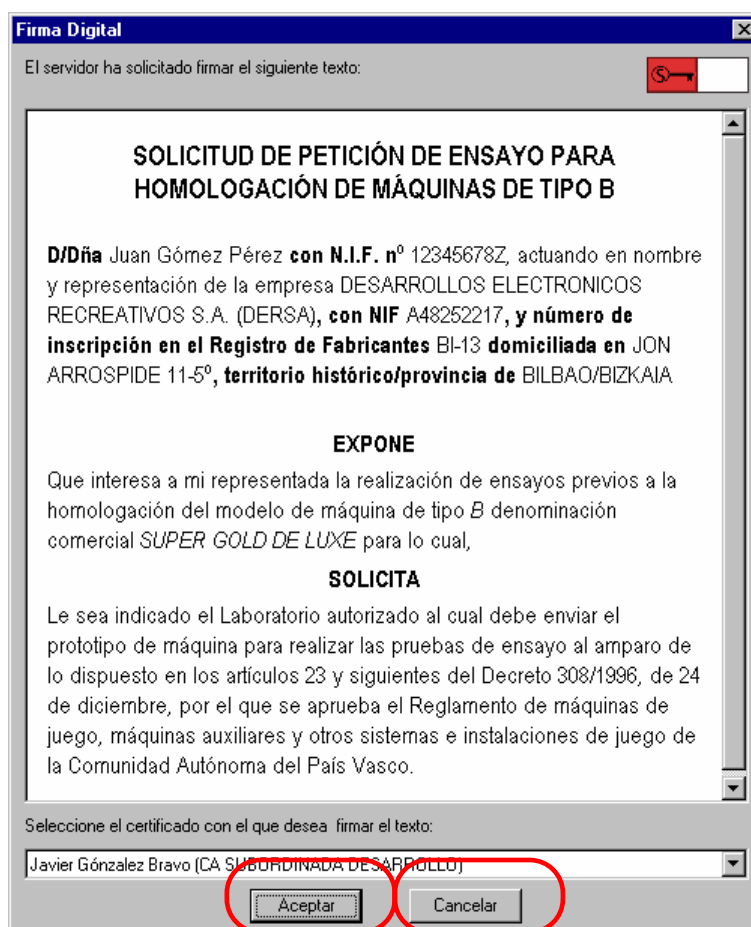 Firma Digital
El servidor ha solicitado firmar el siguiente texto:
SOLICITUD DE PETICIÓN DE ENSAYO PARA
HOMOLOGACIÓN DE MÁQUINAS DE TIPO B
D/Dña Juan Gómez Pérez con N.I.F. nº 12345678Z, actuando en nombre
y representación de la empresa DESARROLLOS ELECTRONICOS
RECREATIVOS S.A. (DERSA), con NIF A48252217, y número de
inscripción en el Registro de Fabricantes BI-13 domiciliada en JON
ARROSPIDE 11-5º, territorio histórico/provincia de BILBAO/BIZKAIA
EXPONE
Que interesa a mi representada la realización de ensayos previos a la
homologación del modelo de máquina de tipo B denominación
comercial SUPER GOLD DE LUXE para lo cual,
SOLICITA
Le sea indicado el Laboratorio autorizado al cual debe enviar el
prototipo de máquina para realizar las pruebas de ensayo al amparo de
lo dispuesto en los artículos 23 y siguientes del Decreto 308/1996, de 24
de diciembre, por el que se aprueba el Reglamento de máquinas de
juego, máquinas auxiliares y otros sistemas e instalaciones de juego de
la Comunidad Autónoma del País Vasco.
Seleccione el certificado con el que desea firmar el texto:
Javier Gónzalez Bravo (CA SUBORDINADA DESARROLLO)
Aceptar Cancelar